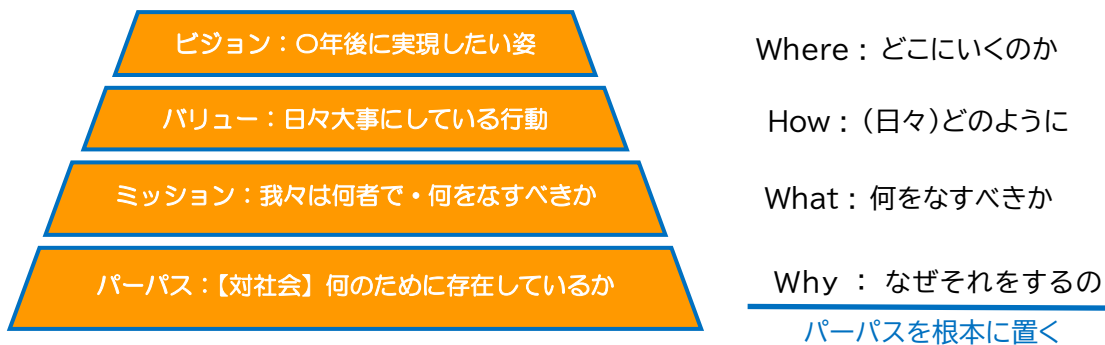 ビジョン：〇年後に実現したい姿
Where：どこにいくのか
バリュー：日々大事にしている行動
How：（日々）どのように
ミッション：我々は何者で・何をなすべきか
What：何をなすべきか
パーパス：【対社会】何のために存在しているか
Why ： なぜそれをするの
パーパスを根本に置く